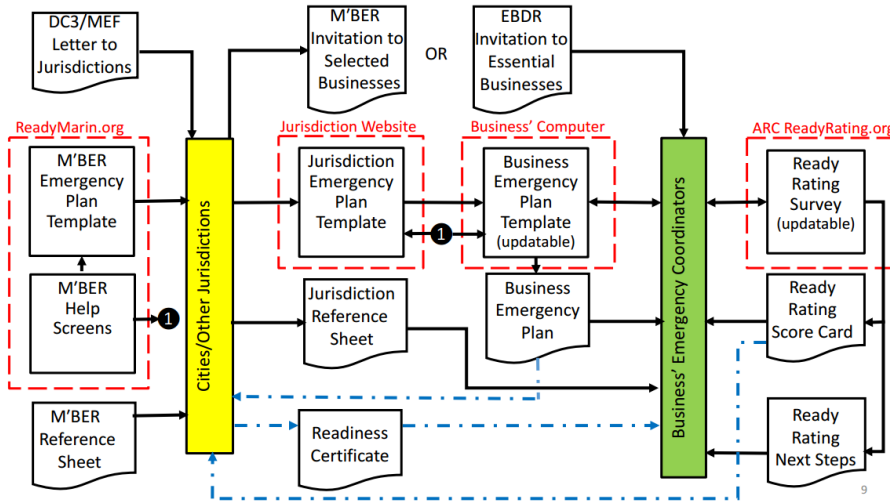 DC3/MEF
Letter to
Jurisdictions
M'BER
Invitation to
Selected
Businesses
OR
EBDR
Invitation to
Essential
Businesses
ReadyMarin.org
Jurisdiction Website
Business' Computer
ARC ReadyRating.org
M'BER
Emergency
Plan
Template
Cities/Other Jurisdictions
Jurisdiction
Emergency
Plan
Template
Business
Emergency
Plan
Template
(updatable)
Business' Emergency Coordinators
Ready
Rating
Survey
(updatable)
1
M'BER
Help
Screens
1
Jurisdiction
Reference
Sheet
Business
Emergency
Plan
Ready
Rating
Score Card
M'BER
Reference
Sheet
Readiness
Certificate
Ready
Rating
Next Steps
9